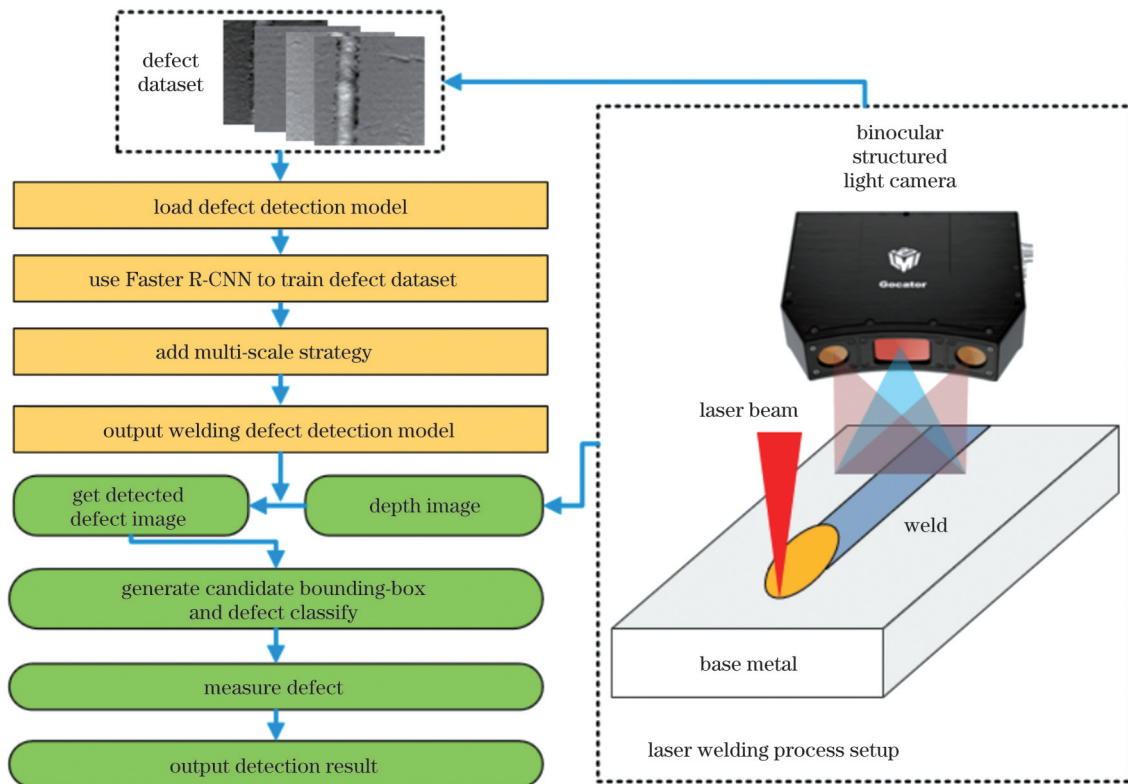 defect
dataset
load defect detection model
use Faster R-CNN to train defect dataset
add multi-scale strategy
output welding defect detection model
get detected
defect image
depth image
generate candidate bounding-box
and defect classify
measure defect
output detection result
binocular
structured
light camera
Gocator
laser beam
weld
base metal
laser welding process setup